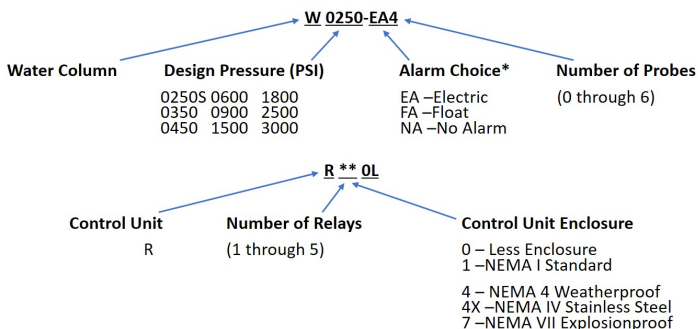 W 0250-EA4
Water Column Design Pressure (PSI) Alarm Choice* Number of Probes
0250S 0600 1800 EA –Electric (0 through 6)
0350 0900 2500 FA –Float
0450 1500 3000 NA –No Alarm
R ** 0L
Control Unit Number of Relays Control Unit Enclosure
R (1 through 5) 0 – Less Enclosure
1 –NEMA I Standard
4 – NEMA 4 Weatherproof
4X –NEMA IV Stainless Steel
7 –NEMA VII Explosionproof